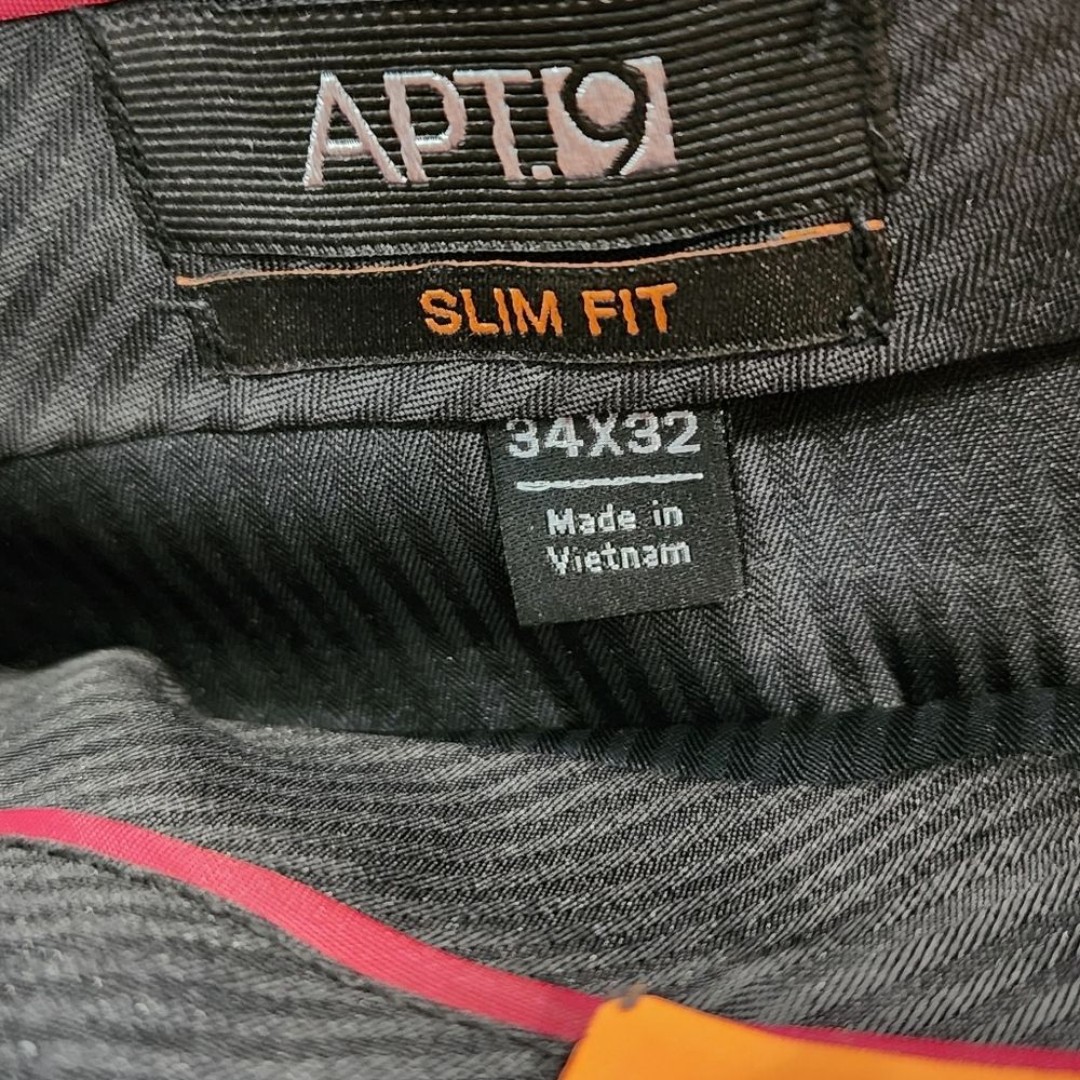 APT.9
SLIM FIT
34X32
Made in
Vietnam